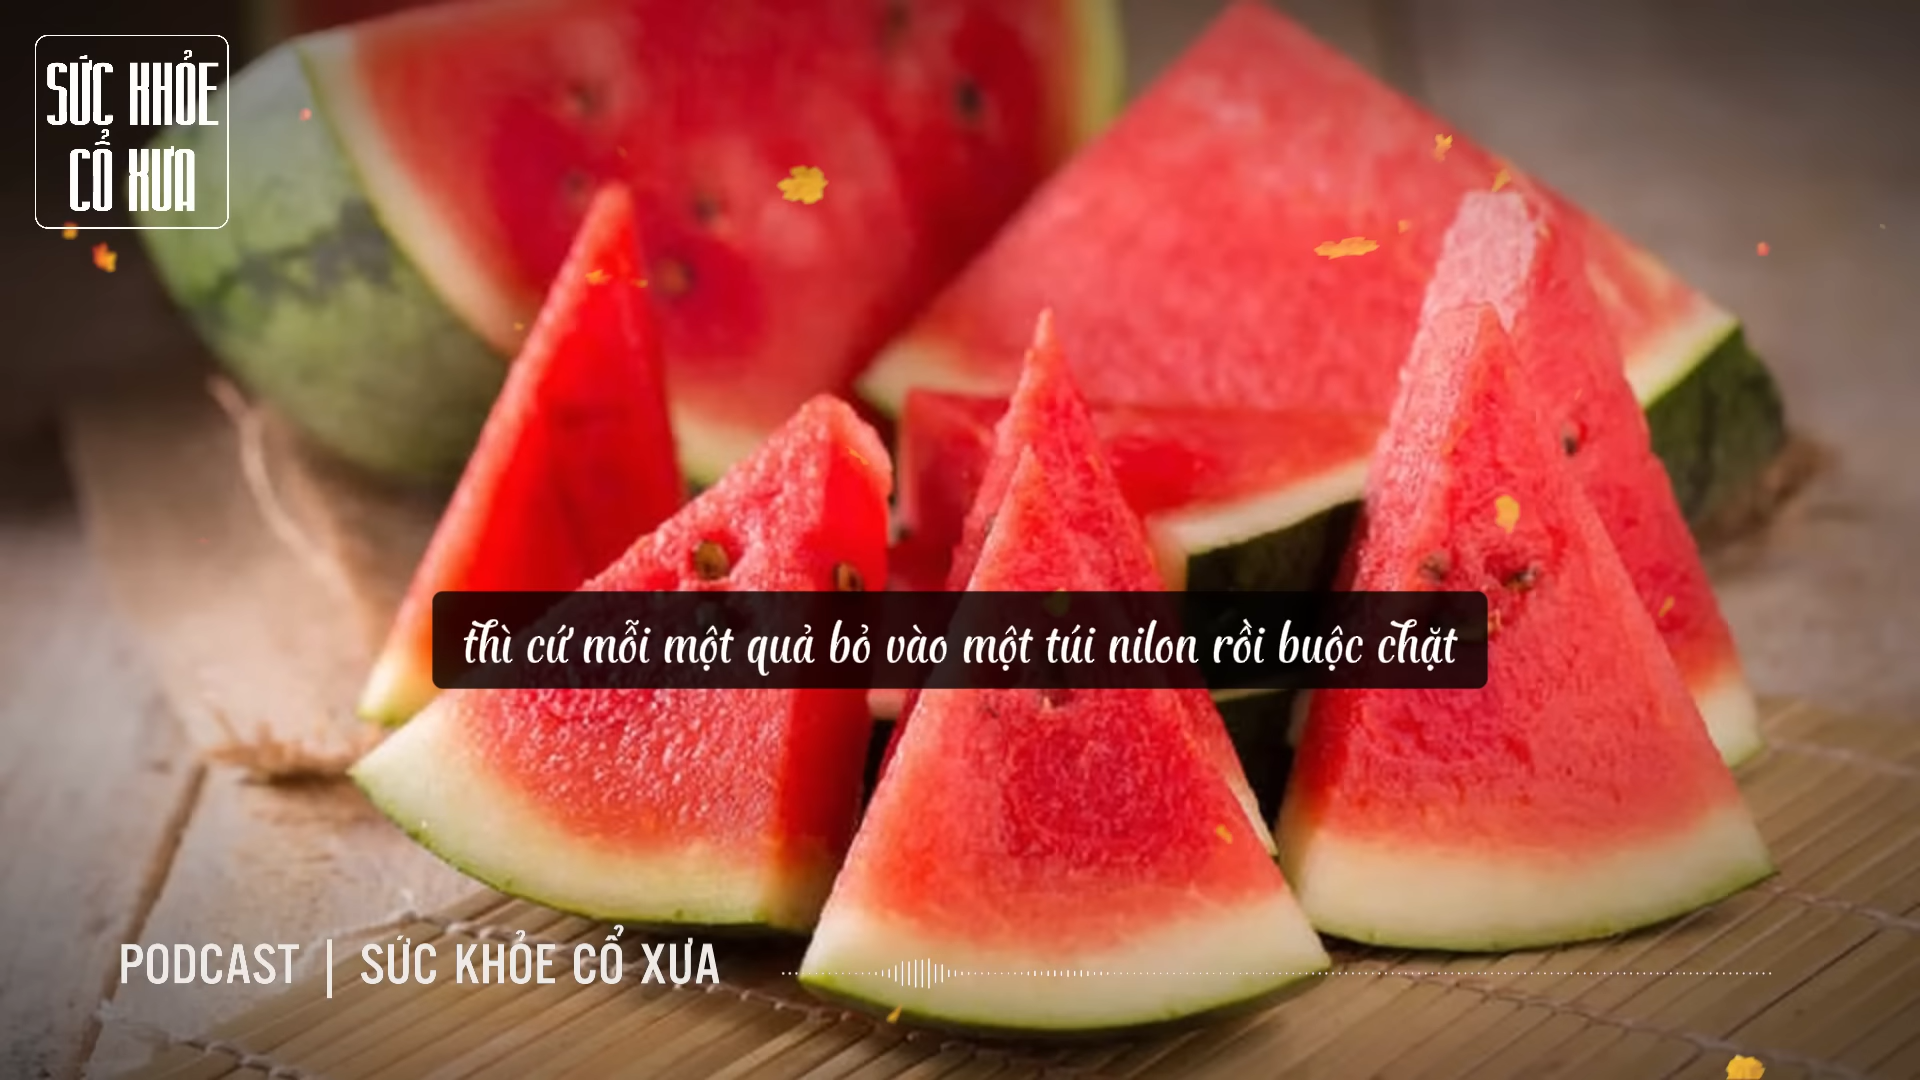 SỨC KHỎE
CỔ XƯA
thì cứ mỗi một quả bỏ vào một túi nilon rồi buộc chặt
PODCAST | SỨC KHỎE CỔ XƯA